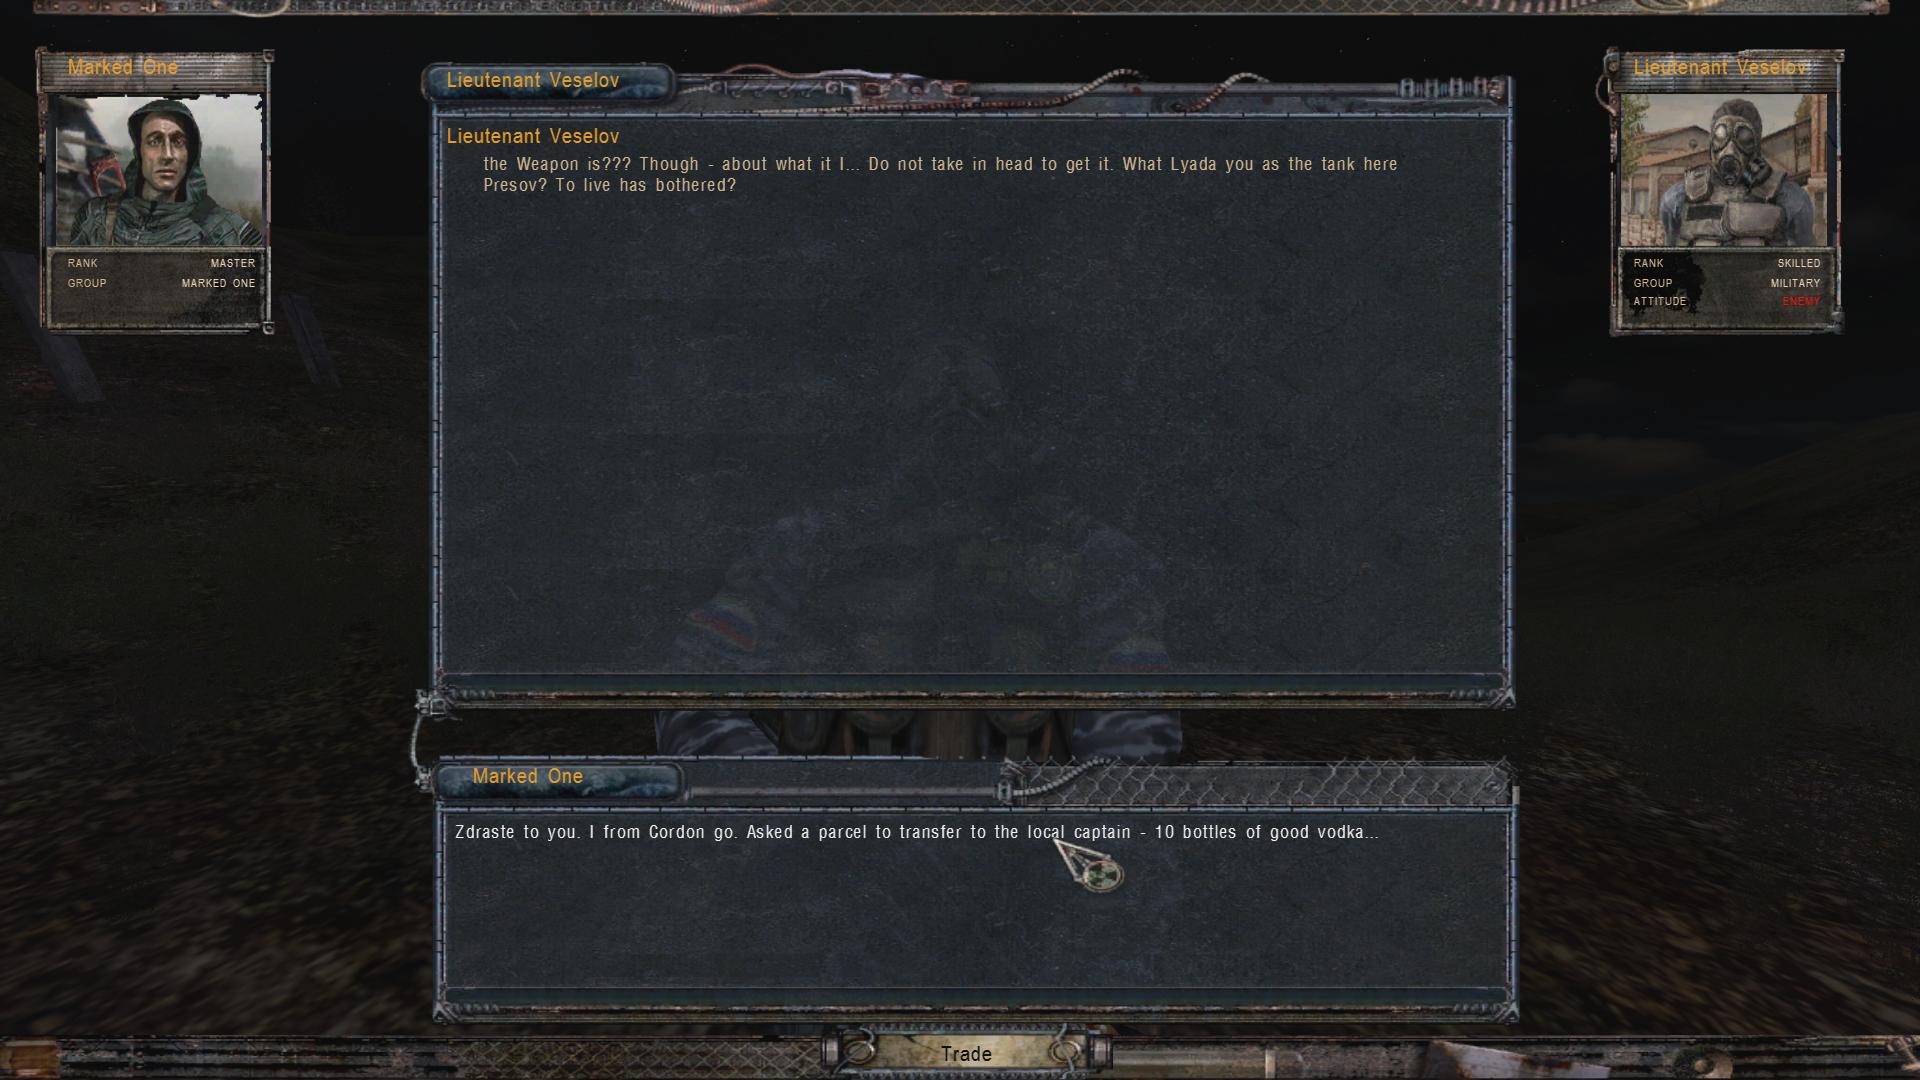 Marked One
RANK MASTER
GROUP MARKED ONE
Lieutenant Veselov
Lieutenant Veselov
the Weapon is??? Though - about what it I... Do not take in head to get it. What Lyada you as the tank here
Presov? To live has bothered?
Lieutenant Veselov
RANK SKILLED
GROUP MILITARY
ATTITUDE ENEMY
Marked One
Zdraste to you. I from Cordon go. Asked a parcel to transfer to the local captain - 10 bottles of good vodka...
Trade